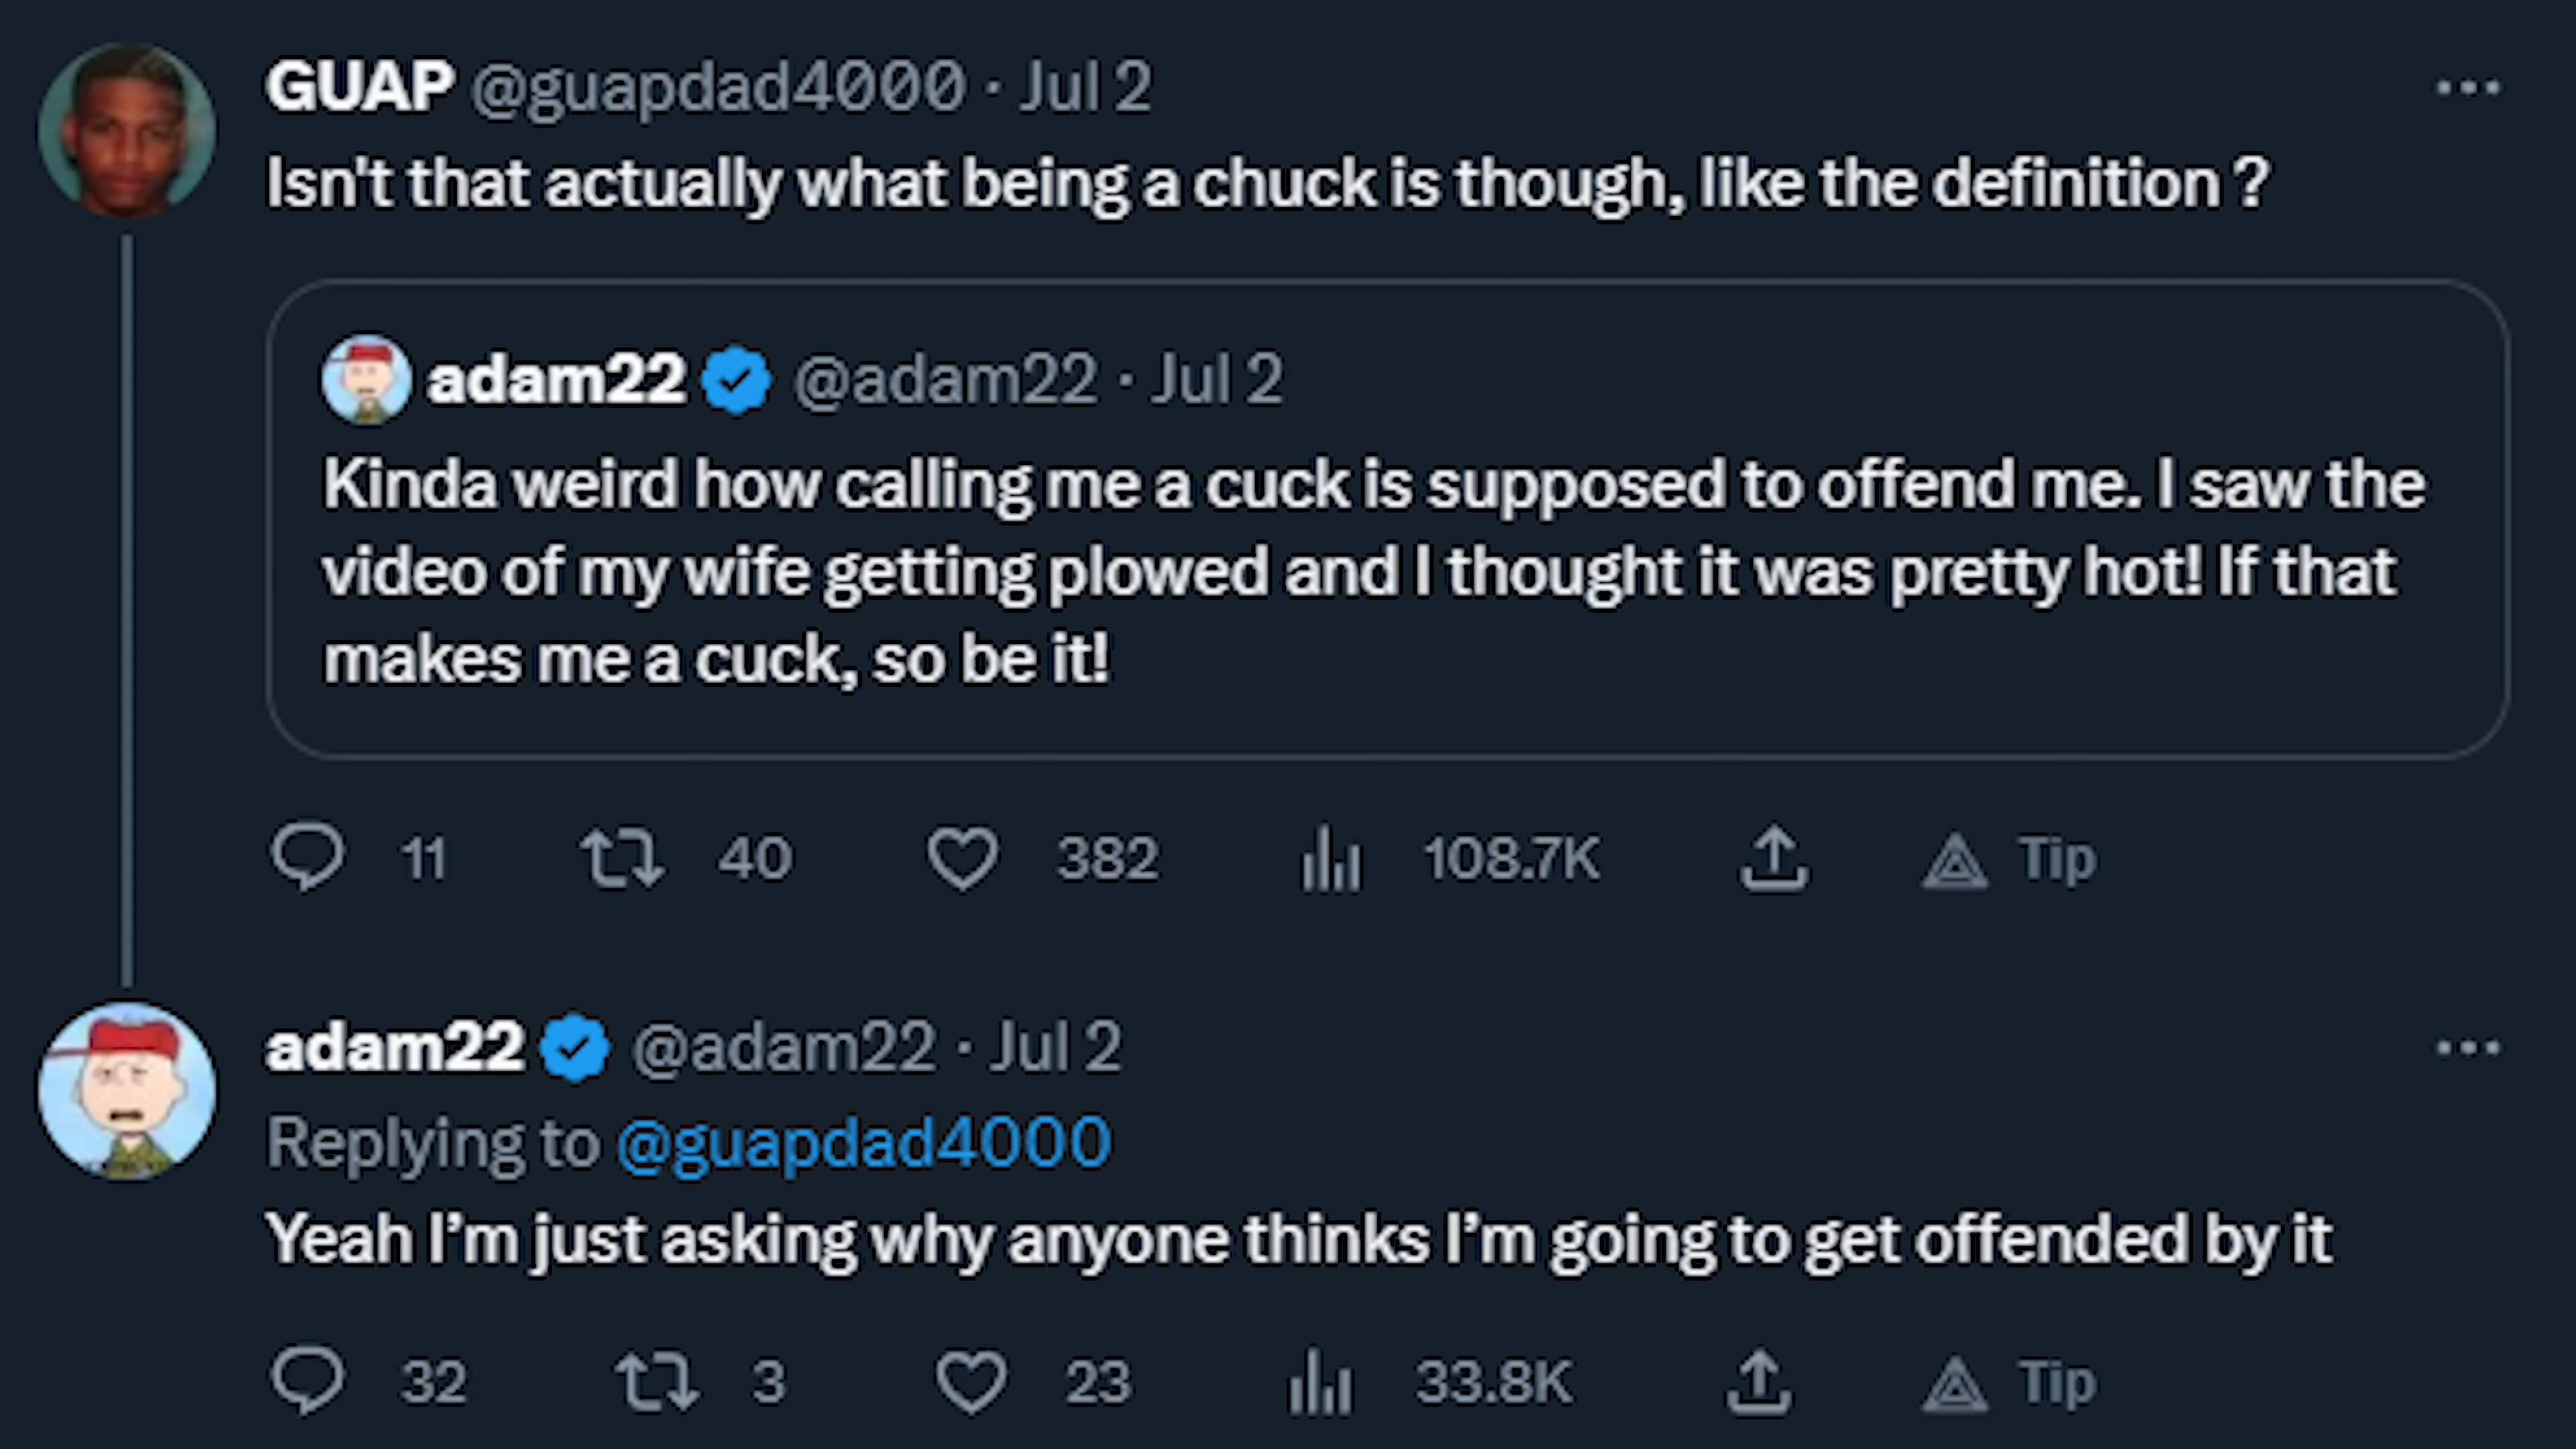 GUAP @guapdad4000 · Jul 2
Isn't that actually what being a chuck is though, like the definition ?
adam22 @adam22 · Jul 2
Kinda weird how calling me a cuck is supposed to offend me. I saw the
video of my wife getting plowed and I thought it was pretty hot! If that
makes me a cuck, so be it!
11 40 382 108.7K Tip
adam22 @adam22 · Jul 2
Replying to @guapdad4000
Yeah I’m just asking why anyone thinks I’m going to get offended by it
32 3 23 33.8K Tip